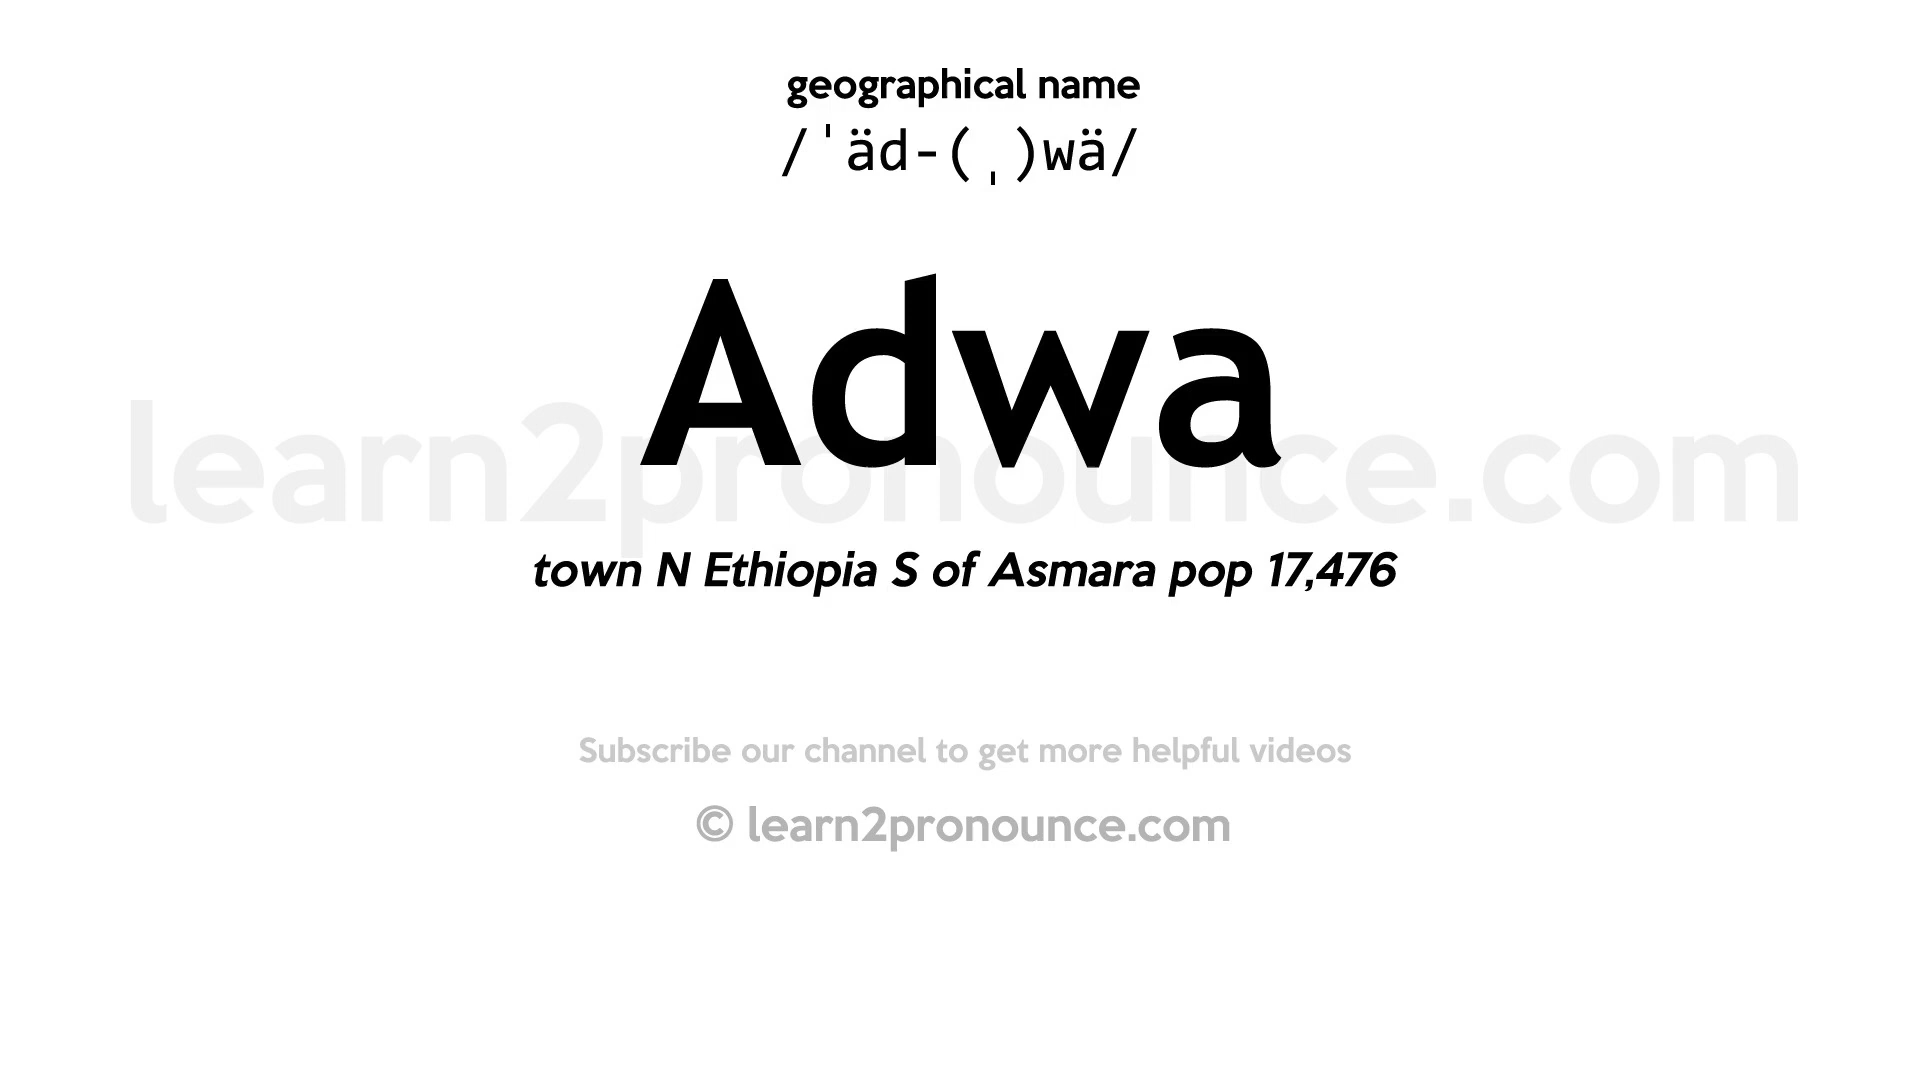 geographical name
/ˈäd-(ˌ)wä/
Adwa
learn2pronounce.com
town N Ethiopia S of Asmara pop 17,476
Subscribe our channel to get more helpful videos
© learn2pronounce.com